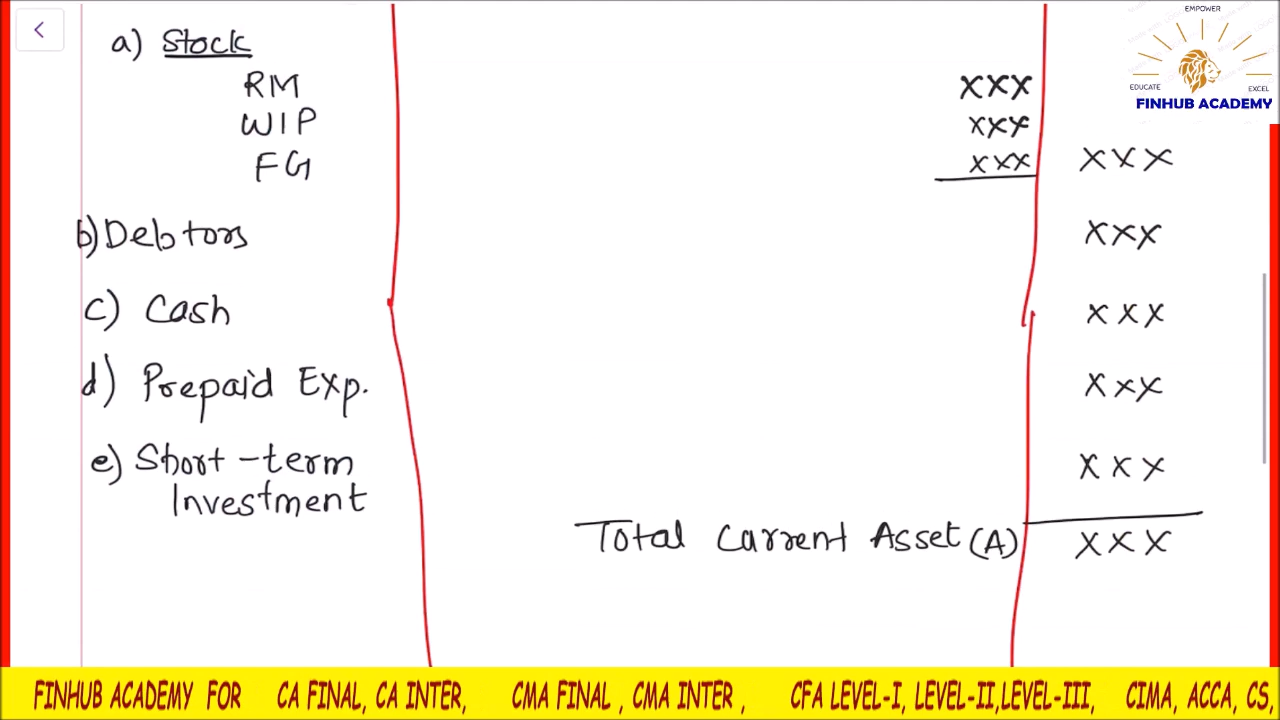 EMPOWER
EDUCATE
EXCEL
FINHUB ACADEMY
a) Stock
RM XXX
WIP XXX
FG XXX XXX
b) Debtors XXX
c) Cash XXX
d) Prepaid Exp. XXX
e) Short-term XXX
Investment
Total Current Asset (A) XXX
FINHUB ACADEMY FOR CA FINAL, CA INTER, CMA FINAL , CMA INTER , CFA LEVEL-I, LEVEL-II,LEVEL-III, CIMA, ACCA, CS,